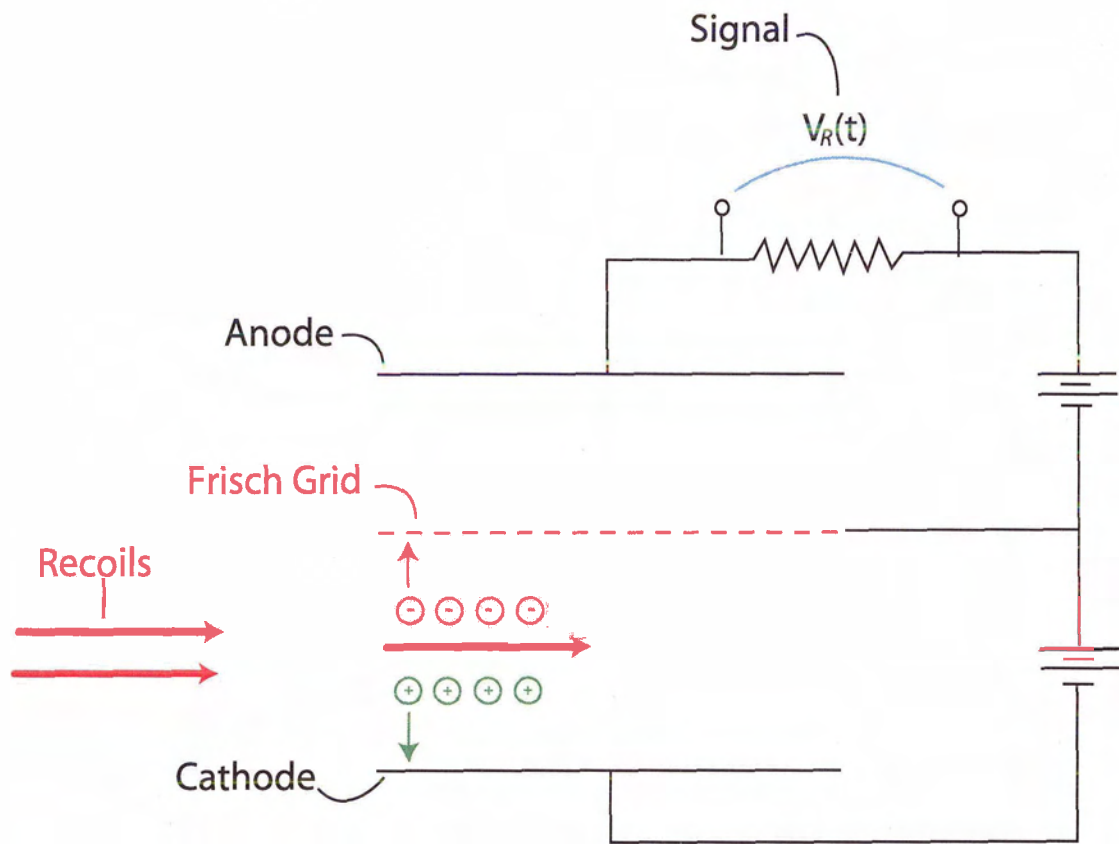 Signal
V_R(t)
Anode
Frisch Grid
Recoils
- - - -
+ + + +
Cathode